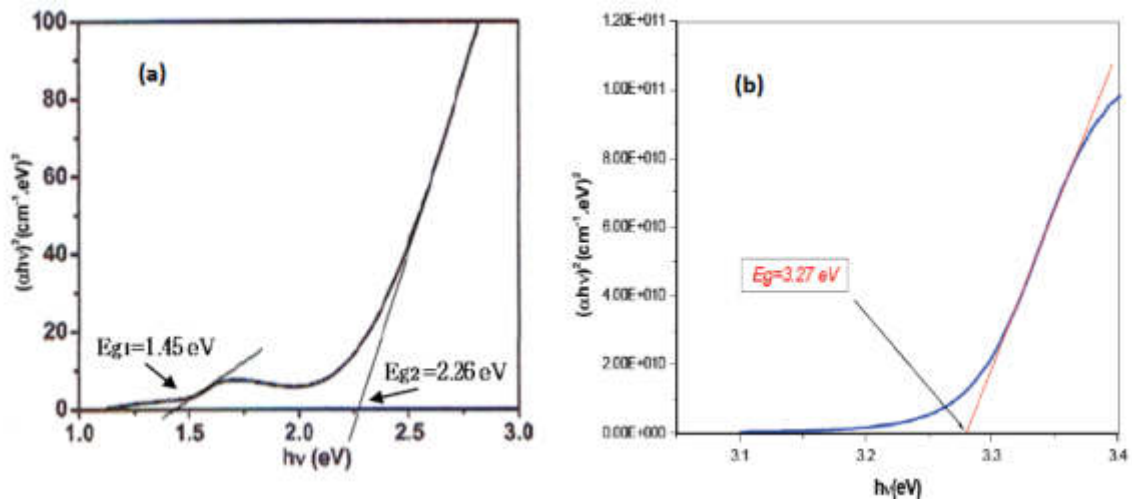 (a)
100
80
60
40
20
0
(αhν)²(cm⁻¹.eV)²
Eg1=1.45 eV
Eg2=2.26 eV
1.0 1.5 2.0 2.5 3.0
hν (eV)
(b)
1.20E+011
1.00E+011
8.00E+010
6.00E+010
4.00E+010
2.00E+010
0.00E+000
(αhν)²(cm⁻¹.eV)²
Eg=3.27 eV
3.1 3.2 3.3 3.4
hν(eV)